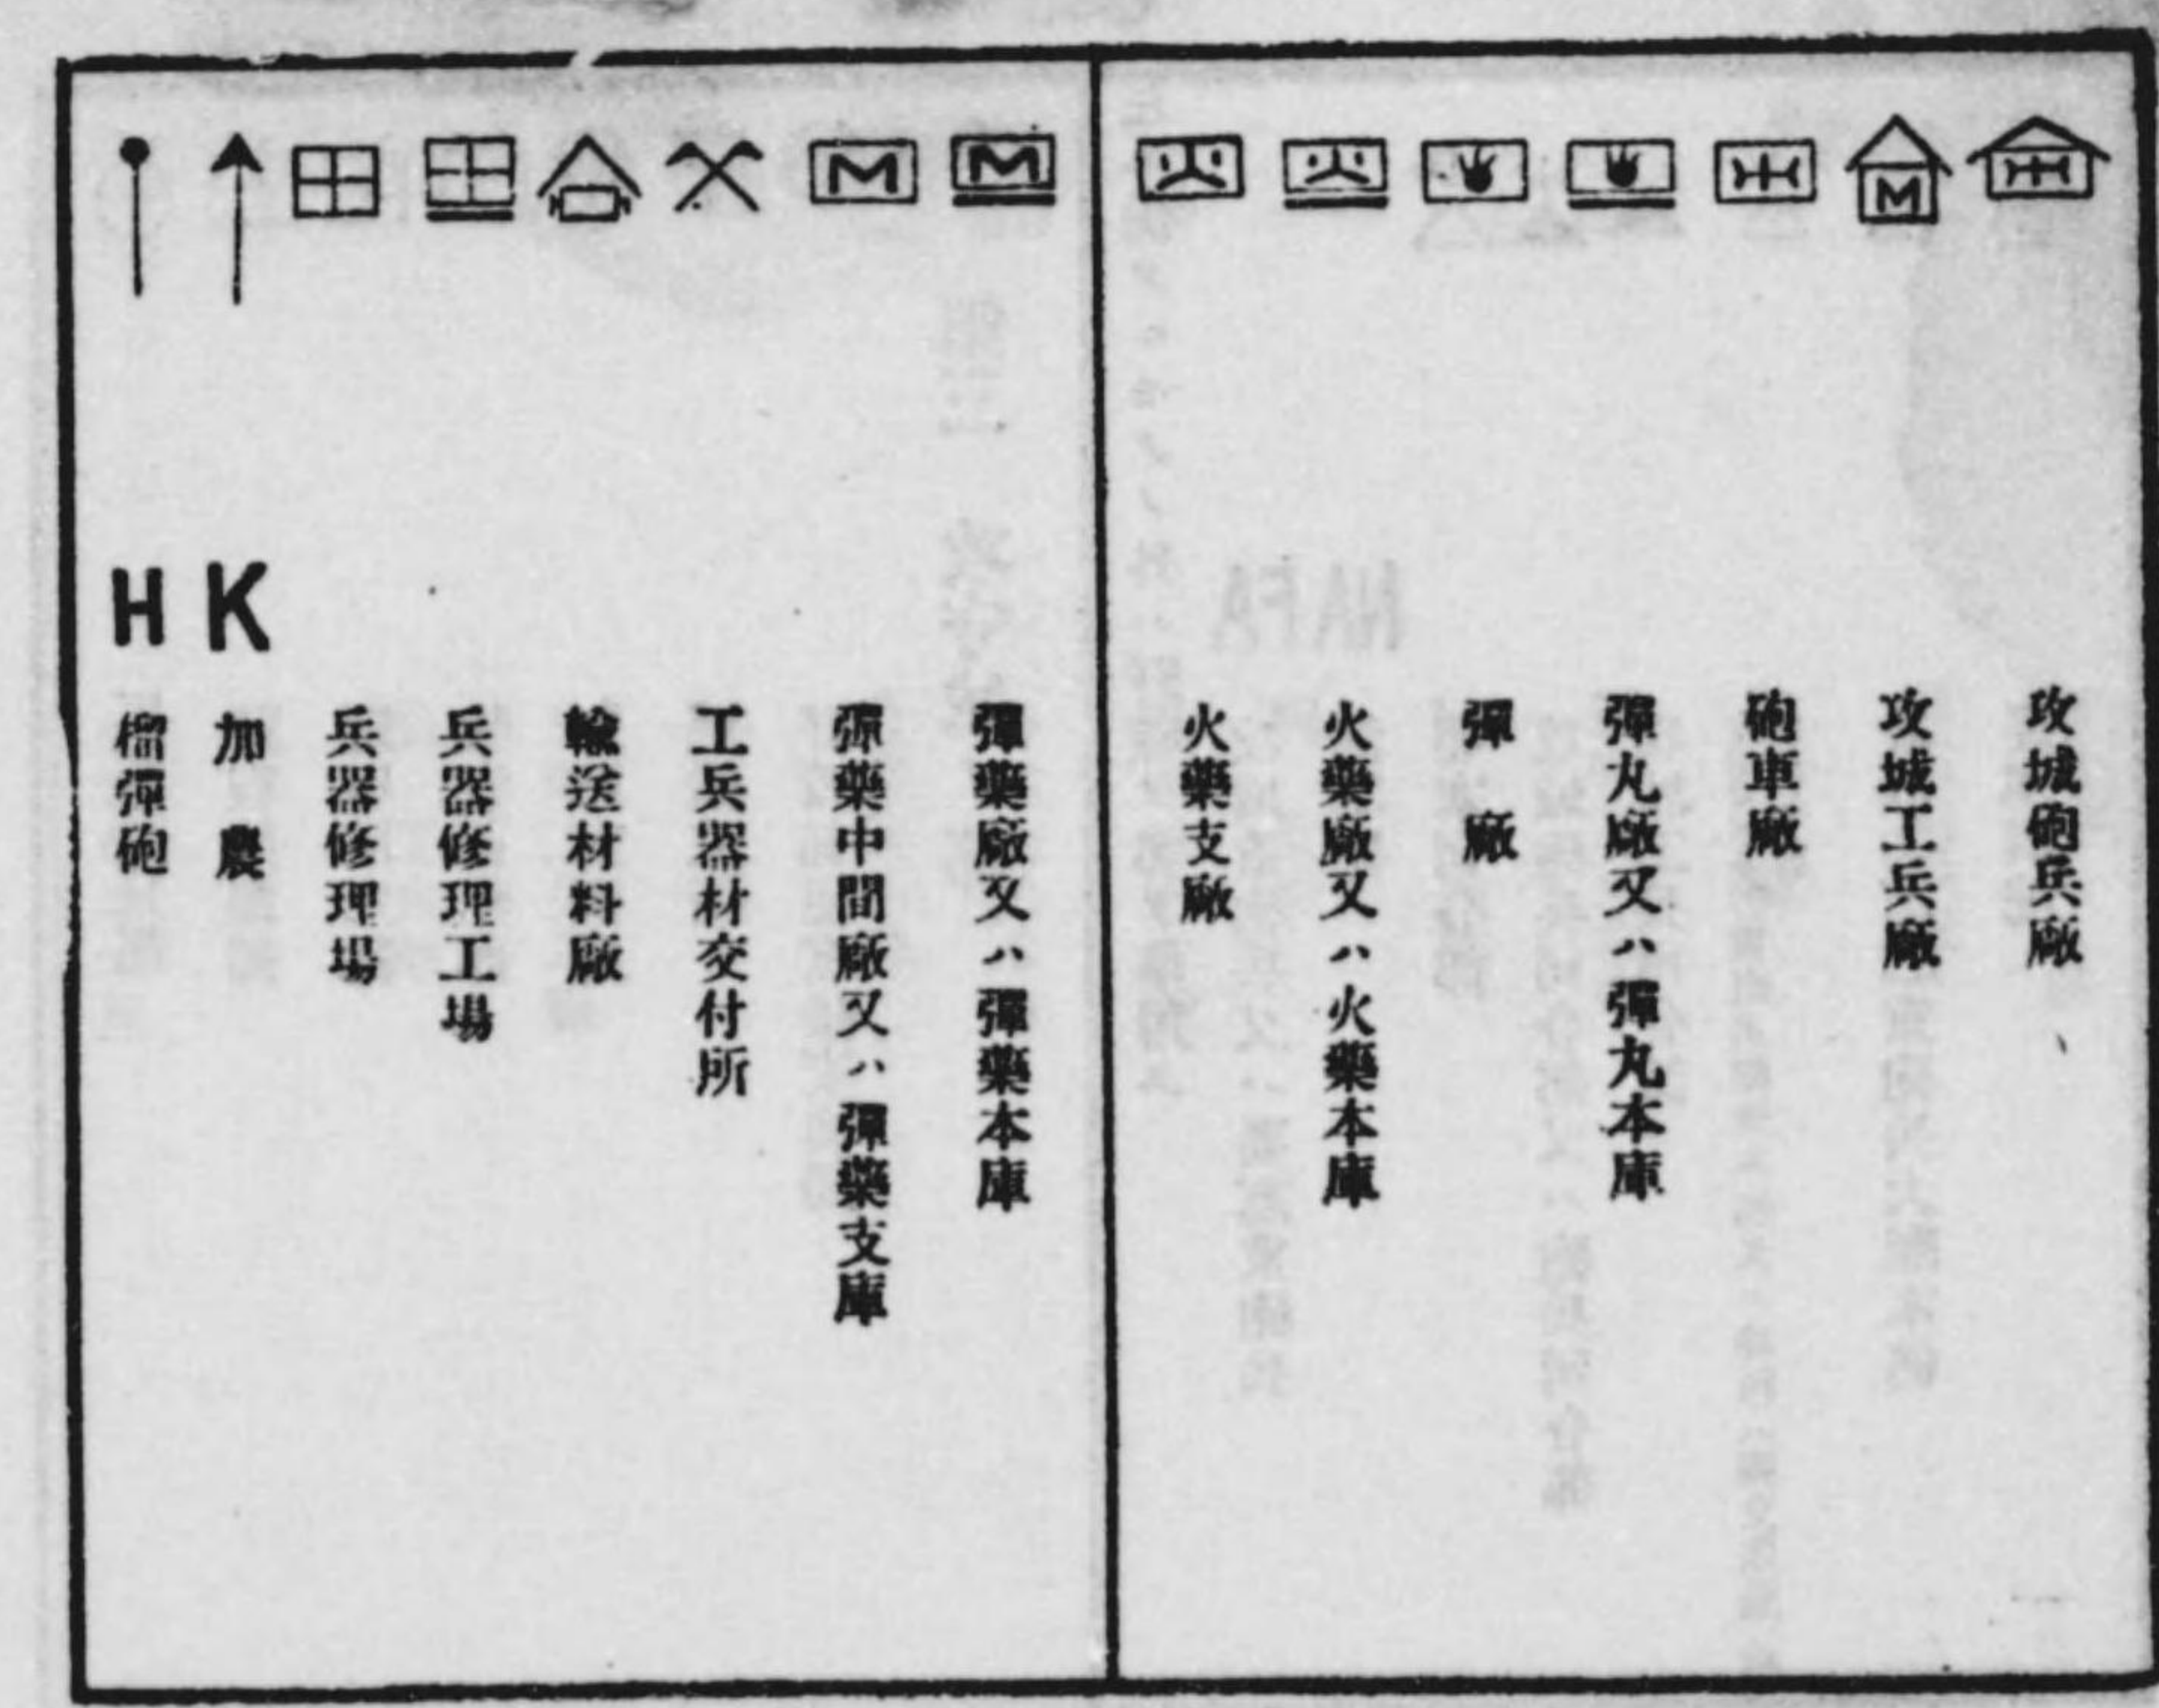 攻城砲兵廠
攻城工兵廠
M
砲車廠
彈丸廠又ハ彈丸本庫
彈廠
火藥廠又ハ火藥本庫
火
火藥支廠
火
彈藥廠又ハ彈藥本庫
M
彈藥中間廠又ハ彈藥支庫
M
工兵器材交付所
輸送材料廠
兵器修理工場
兵器修理場
K 加農
H 榴彈砲